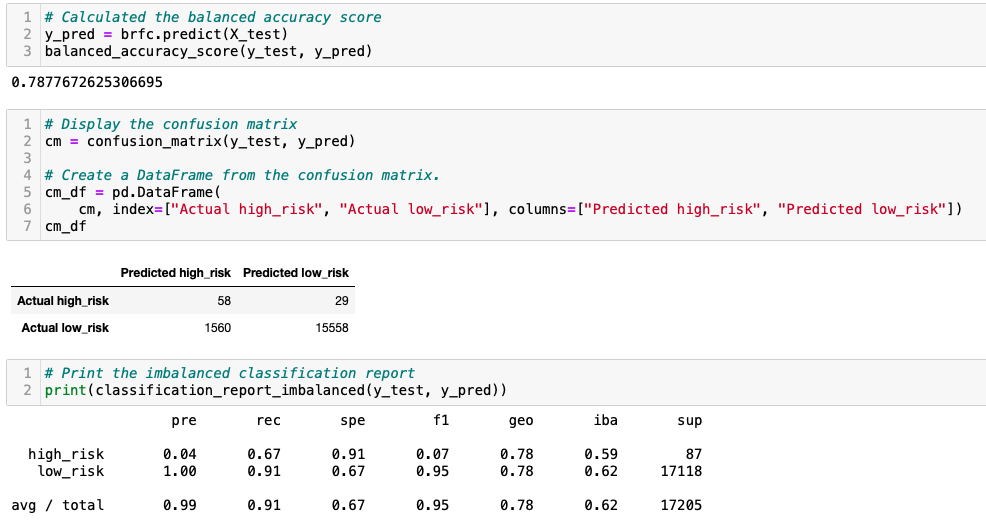 1 # Calculated the balanced accuracy score
2 y_pred = brfc.predict(X_test)
3 balanced_accuracy_score(y_test, y_pred)
0.7877672625306695
1 # Display the confusion matrix
2 cm = confusion_matrix(y_test, y_pred)
3
4 # Create a DataFrame from the confusion matrix.
5 cm_df = pd.DataFrame(
6     cm, index=["Actual high_risk", "Actual low_risk"], columns=["Predicted high_risk", "Predicted low_risk"])
7 cm_df
Predicted high_risk Predicted low_risk
Actual high_risk 58 29
Actual low_risk 1560 15558
1 # Print the imbalanced classification report
2 print(classification_report_imbalanced(y_test, y_pred))
pre rec spe f1 geo iba sup
high_risk 0.04 0.67 0.91 0.07 0.78 0.59 87
low_risk 1.00 0.91 0.67 0.95 0.78 0.62 17118
avg / total 0.99 0.91 0.67 0.95 0.78 0.62 17205